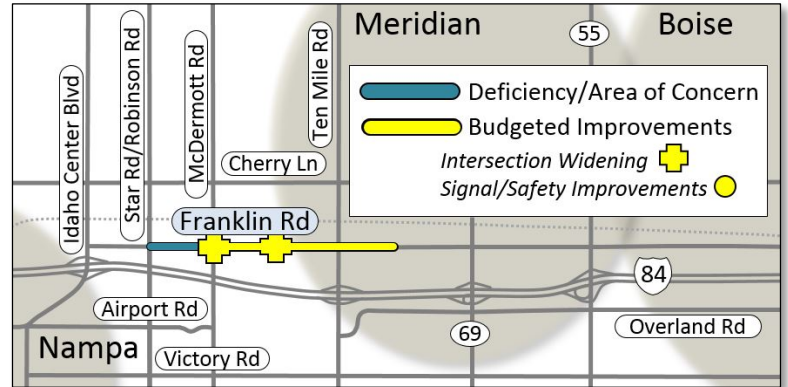 Meridian
55
Boise
Idaho Center Blvd
Star Rd/Robinson Rd
McDermott Rd
Ten Mile Rd
Deficiency/Area of Concern
Budgeted Improvements
Intersection Widening
Signal/Safety Improvements
Cherry Ln
Franklin Rd
84
Airport Rd
69
Overland Rd
Nampa
Victory Rd